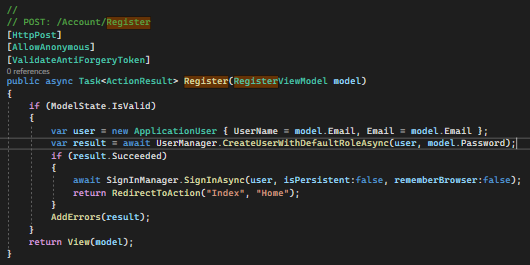 //
// POST: /Account/Register
[HttpPost]
[AllowAnonymous]
[ValidateAntiForgeryToken]
0 references
public async Task<ActionResult> Register(RegisterViewModel model)
{
    if (ModelState.IsValid)
    {
        var user = new ApplicationUser { UserName = model.Email, Email = model.Email };
        var result = await UserManager.CreateUserWithDefaultRoleAsync(user, model.Password);
        if (result.Succeeded)
        {
            await SignInManager.SignInAsync(user, isPersistent:false, rememberBrowser:false);
            return RedirectToAction("Index", "Home");
        }
        AddErrors(result);
    }
    return View(model);
}